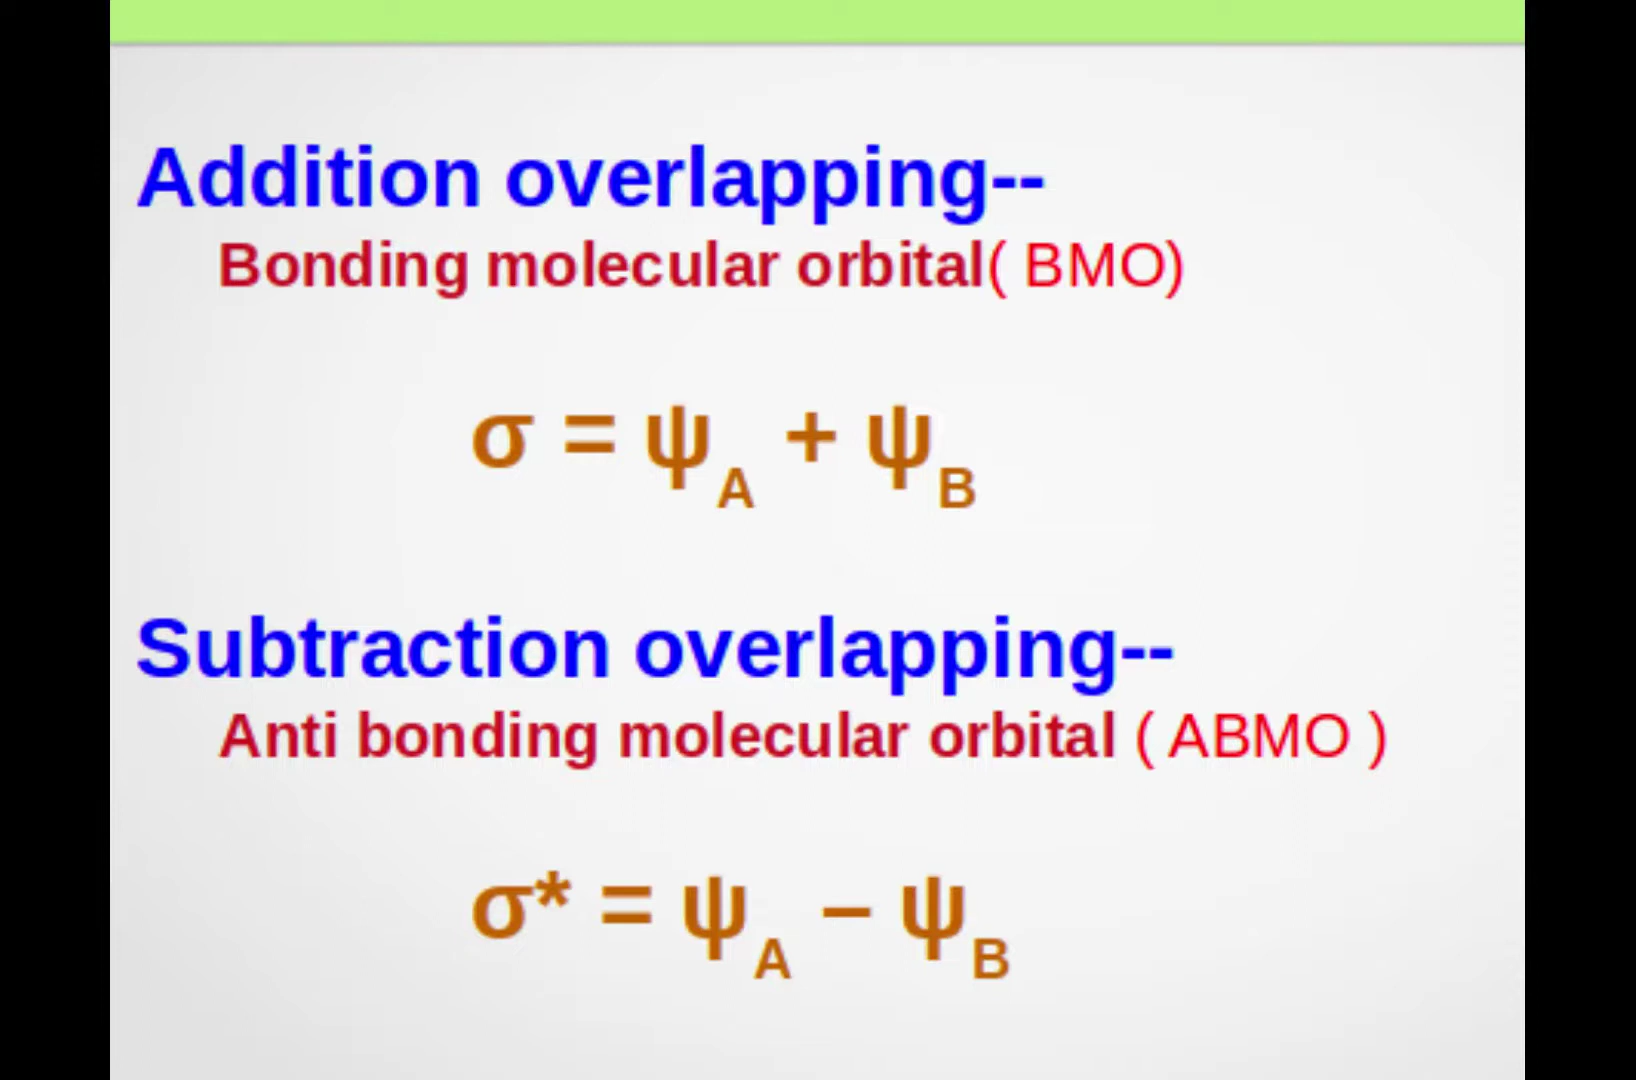 Addition overlapping--
Bonding molecular orbital( BMO)
σ = ψA + ψB
Subtraction overlapping--
Anti bonding molecular orbital ( ABMO )
σ* = ψA – ψB